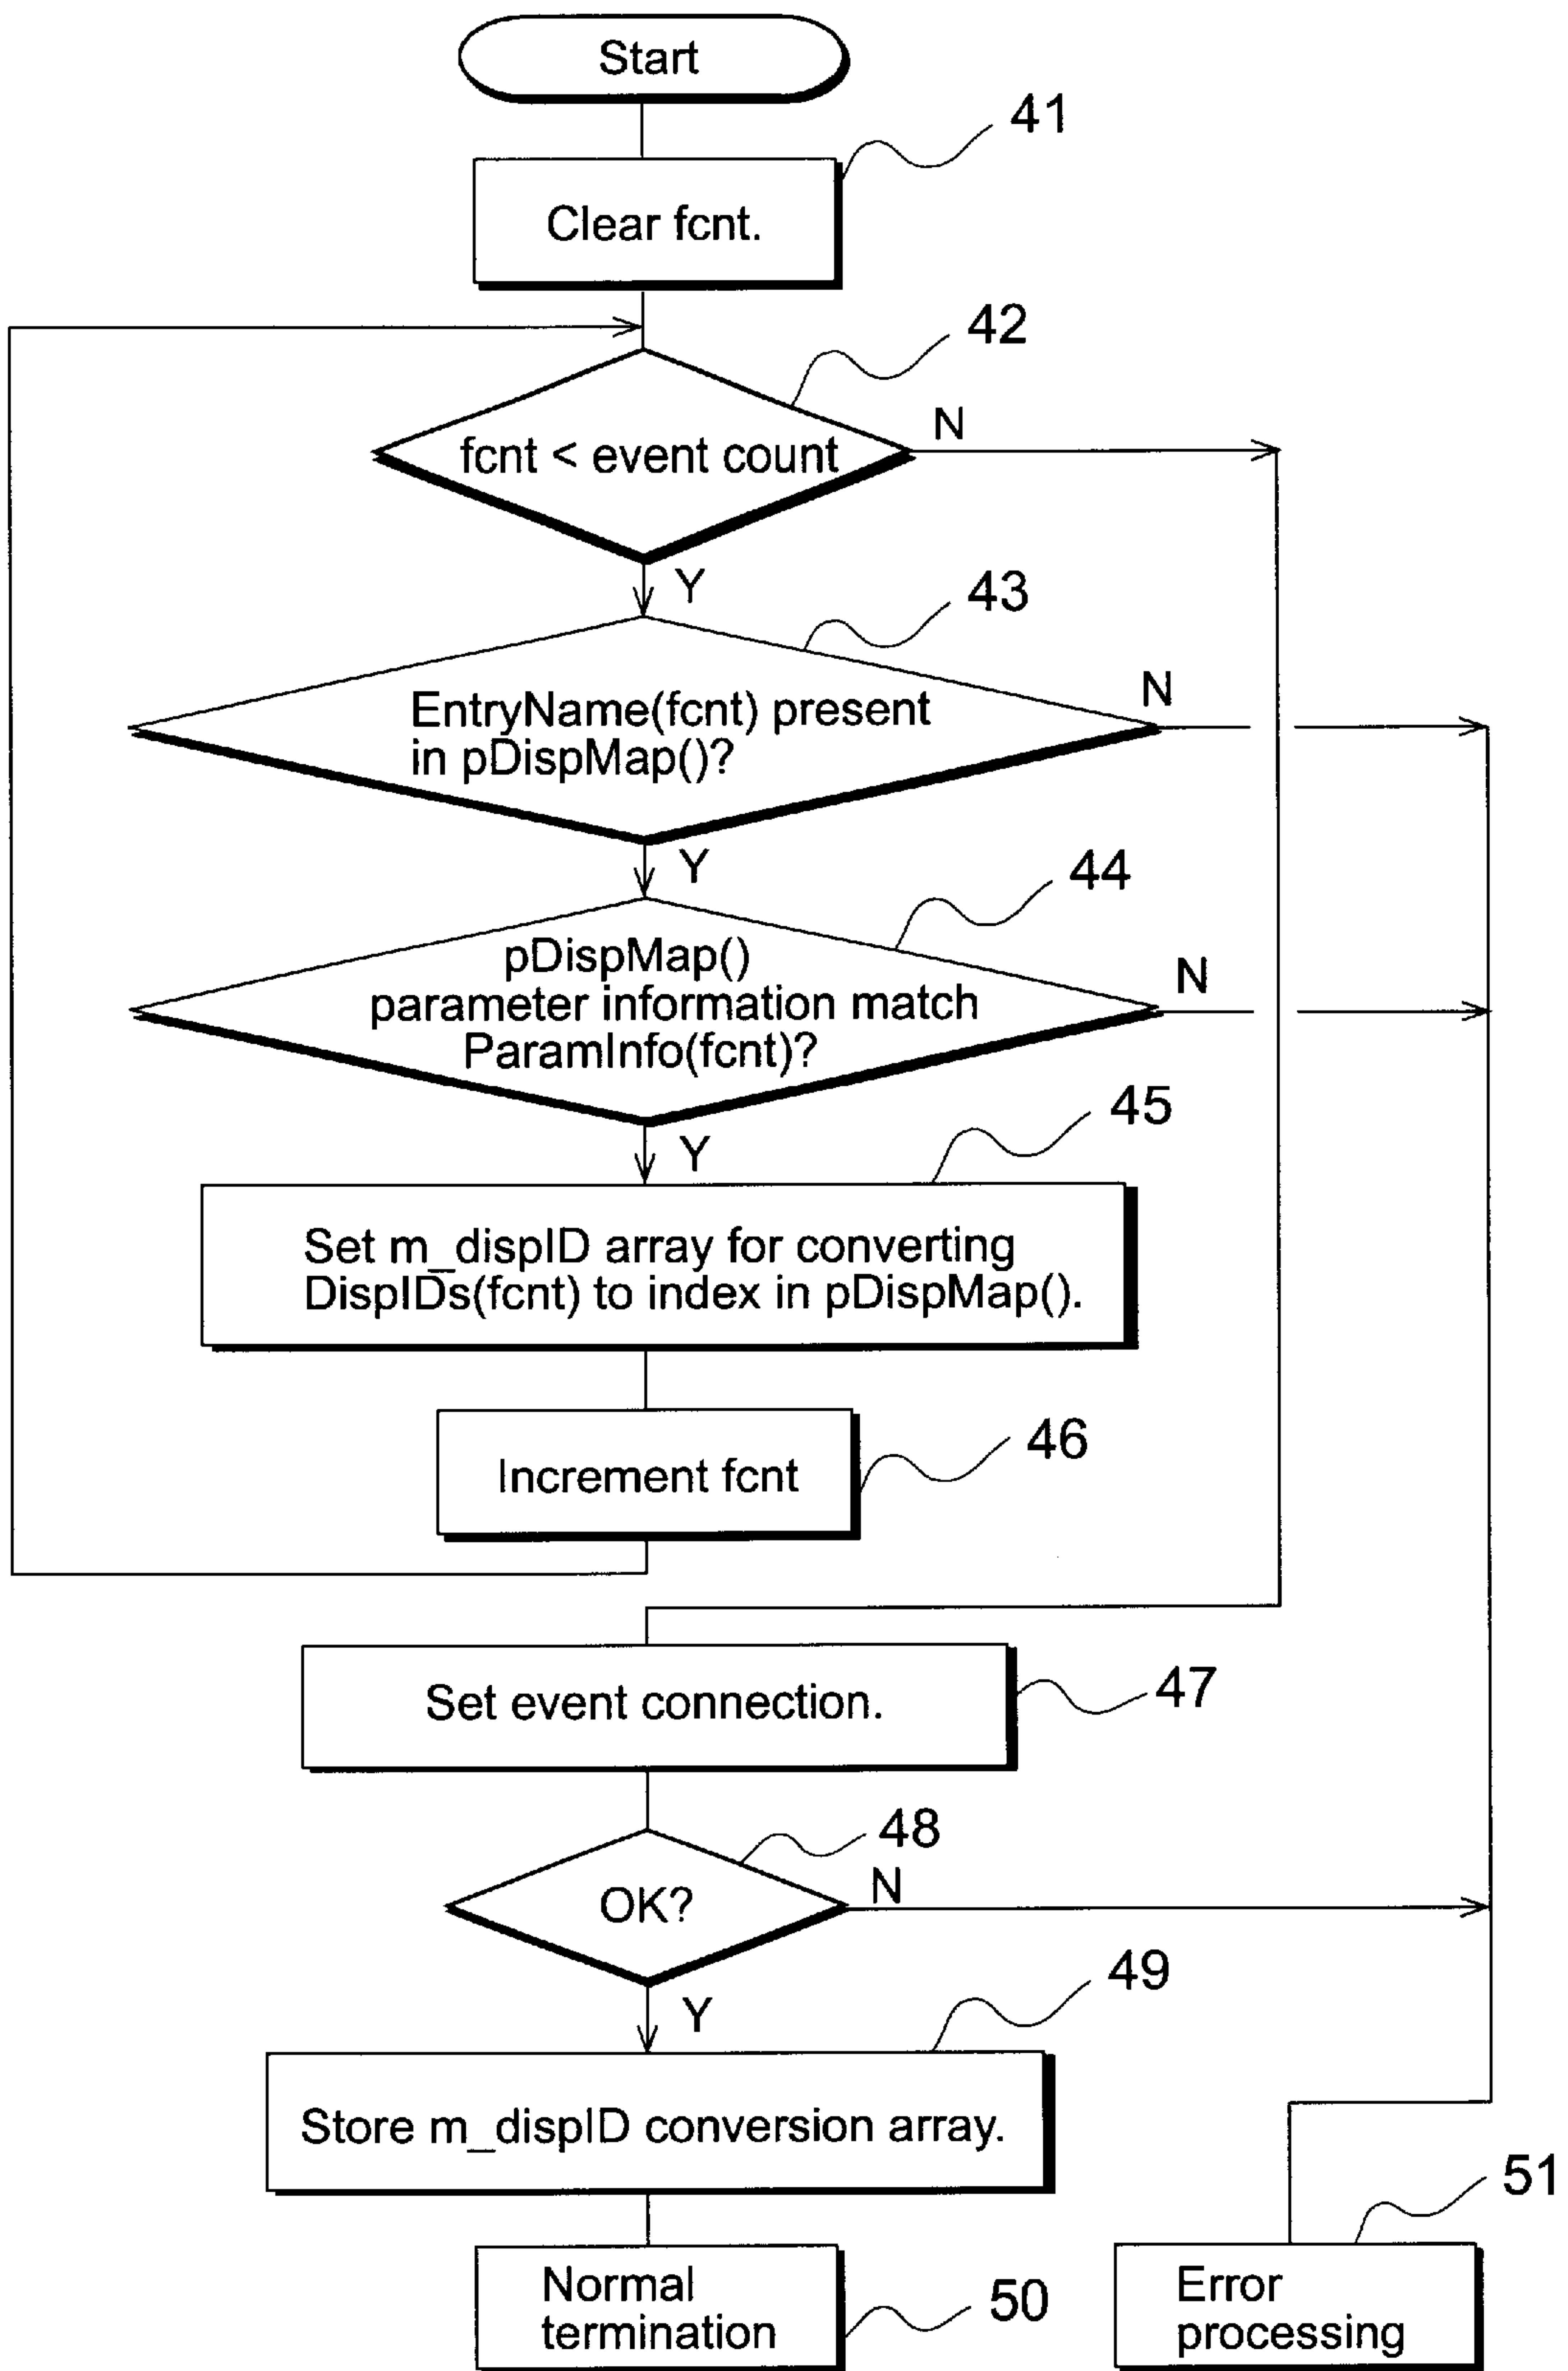 Start
41
Clear fcnt.
42
fcnt < event count
N
Y
43
EntryName(fcnt) present
in pDispMap()?
N
Y
44
pDispMap()
parameter information match
ParamInfo(fcnt)?
N
Y
45
Set m_dispID array for converting
DispIDs(fcnt) to index in pDispMap().
46
Increment fcnt
47
Set event connection.
48
OK?
N
Y
49
Store m_dispID conversion array.
50
Normal
termination
51
Error
processing